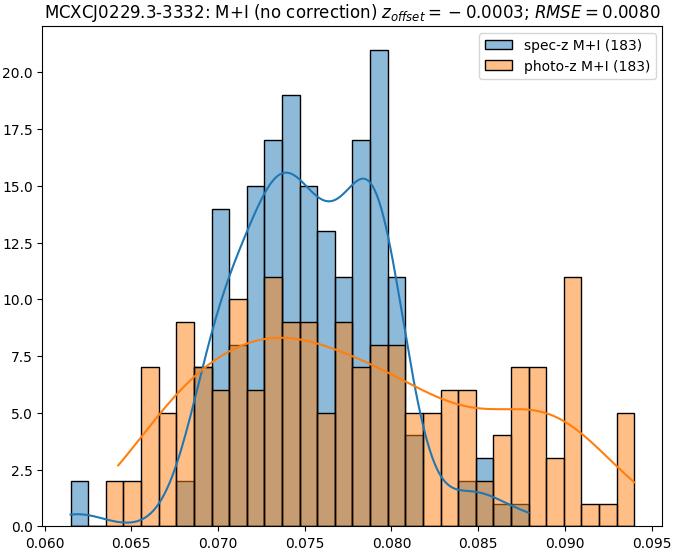 MCXCJ0229.3-3332: M+I (no correction) z_offset = − 0.0003; RMSE = 0.0080
spec-z M+I (183)
photo-z M+I (183)
20.0
17.5
15.0
12.5
10.0
7.5
5.0
2.5
0.0
0.060 0.065 0.070 0.075 0.080 0.085 0.090 0.095